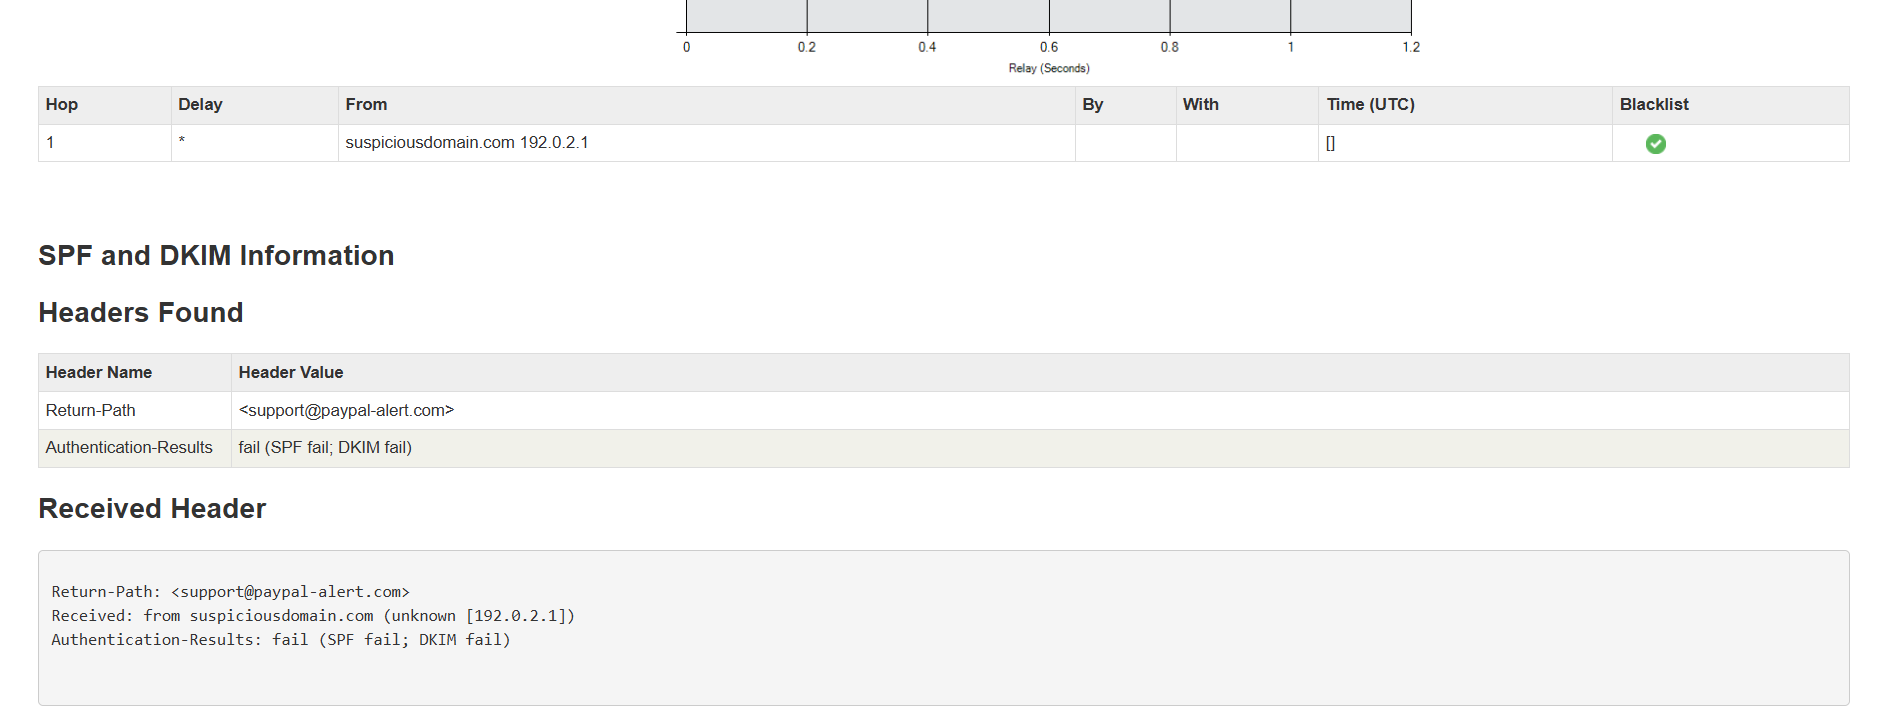 0 0.2 0.4 0.6 0.8 1 1.2
Relay (Seconds)
Hop Delay From By With Time (UTC) Blacklist
1 * suspiciousdomain.com 192.0.2.1 []
SPF and DKIM Information
Headers Found
Header Name Header Value
Return-Path <support@paypal-alert.com>
Authentication-Results fail (SPF fail; DKIM fail)
Received Header
Return-Path: <support@paypal-alert.com>
Received: from suspiciousdomain.com (unknown [192.0.2.1])
Authentication-Results: fail (SPF fail; DKIM fail)